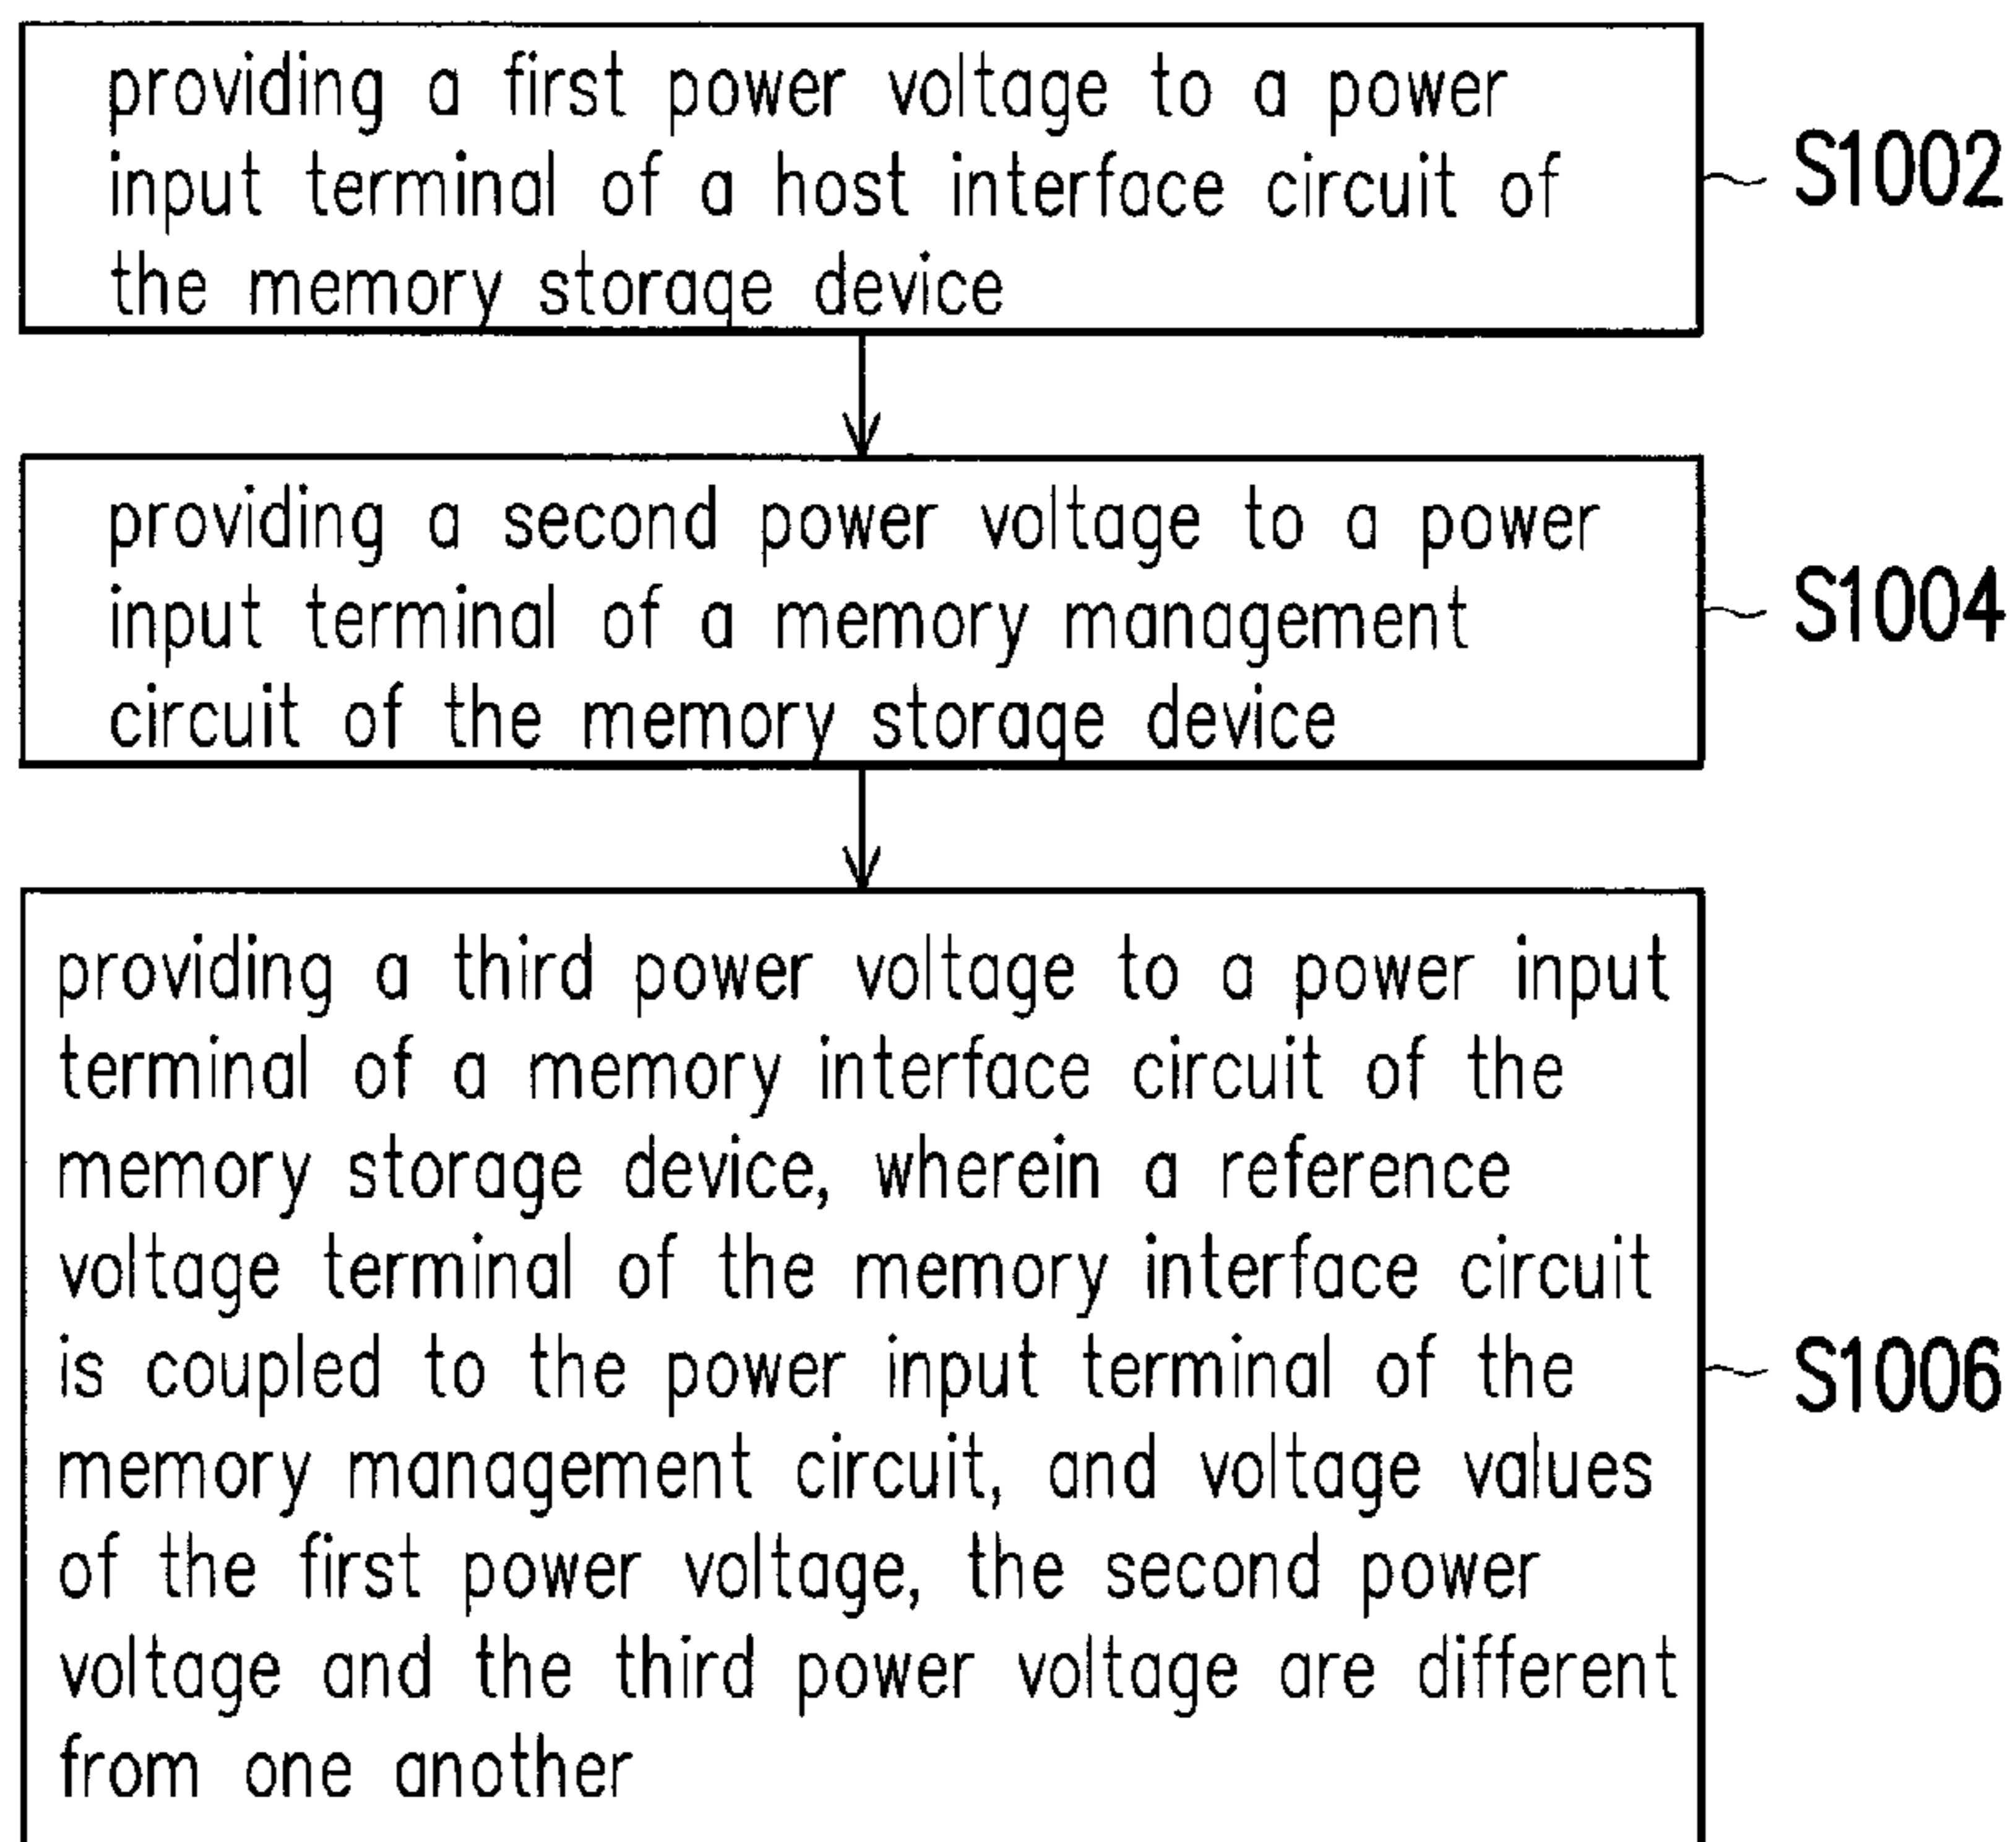 providing a first power voltage to a power
input terminal of a host interface circuit of
the memory storage device
S1002
providing a second power voltage to a power
input terminal of a memory management
circuit of the memory storage device
S1004
providing a third power voltage to a power input
terminal of a memory interface circuit of the
memory storage device, wherein a reference
voltage terminal of the memory interface circuit
is coupled to the power input terminal of the
memory management circuit, and voltage values
of the first power voltage, the second power
voltage and the third power voltage are different
from one another
S1006